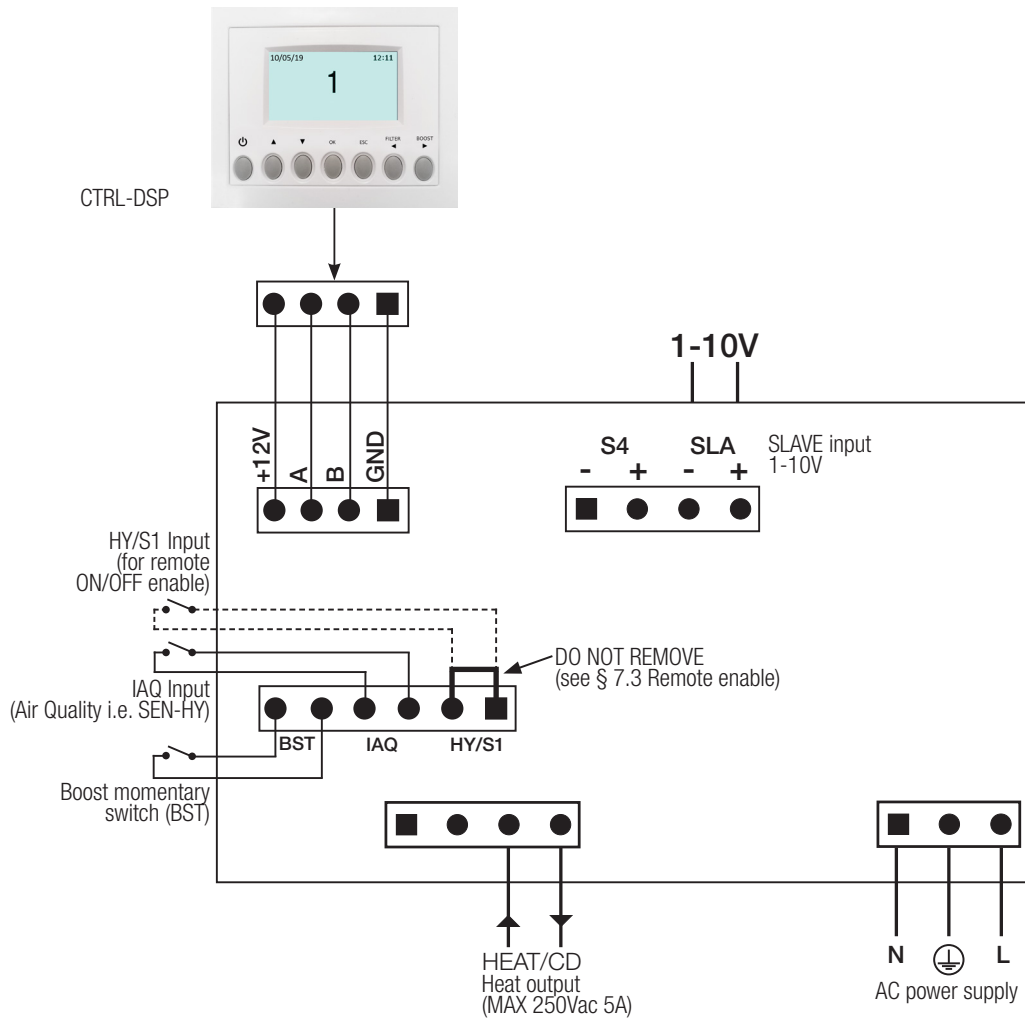 10/05/19 12:11
1
OK ESC FILTER BOOST
CTRL-DSP
1-10V
+12V
A
B
GND
S4 SLA
- + - +
SLAVE input
1-10V
HY/S1 Input
(for remote
ON/OFF enable)
DO NOT REMOVE
(see § 7.3 Remote enable)
IAQ Input
(Air Quality i.e. SEN-HY)
BST IAQ HY/S1
Boost momentary
switch (BST)
HEAT/CD
Heat output
(MAX 250Vac 5A)
N L
AC power supply